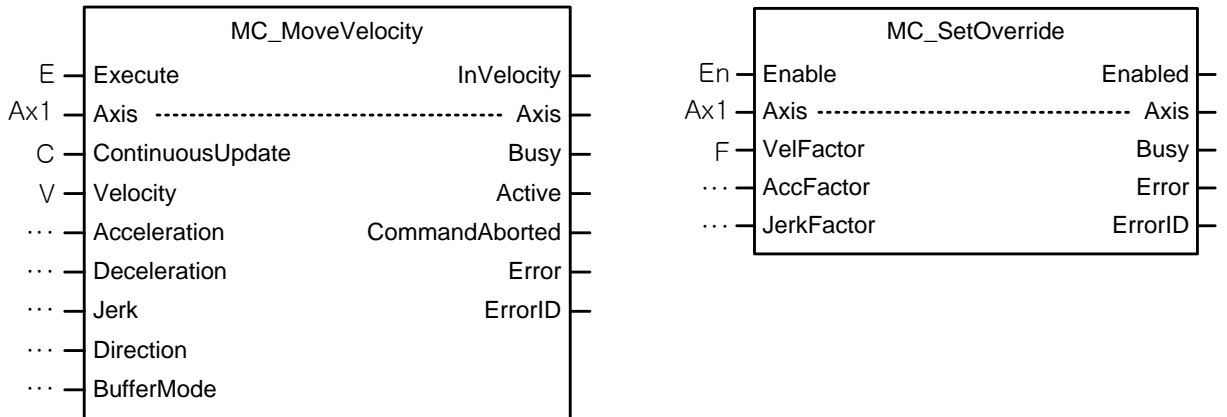 MC_MoveVelocity
E Execute InVelocity
Ax1 Axis Axis
C ContinuousUpdate Busy
V Velocity Active
... Acceleration CommandAborted
... Deceleration Error
... Jerk ErrorID
... Direction
... BufferMode
MC_SetOverride
En Enable Enabled
Ax1 Axis Axis
F VelFactor Busy
... AccFactor Error
... JerkFactor ErrorID